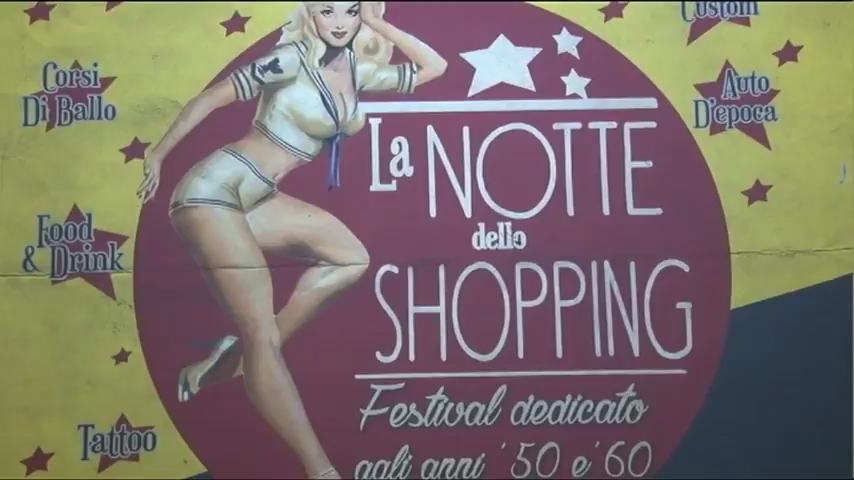 Custom
Corsi
Di Ballo
Auto
D'epoca
La NOTTE
dello
SHOPPING
Food
& Drink
Festival dedicato
agli anni '50 e '60
Tattoo